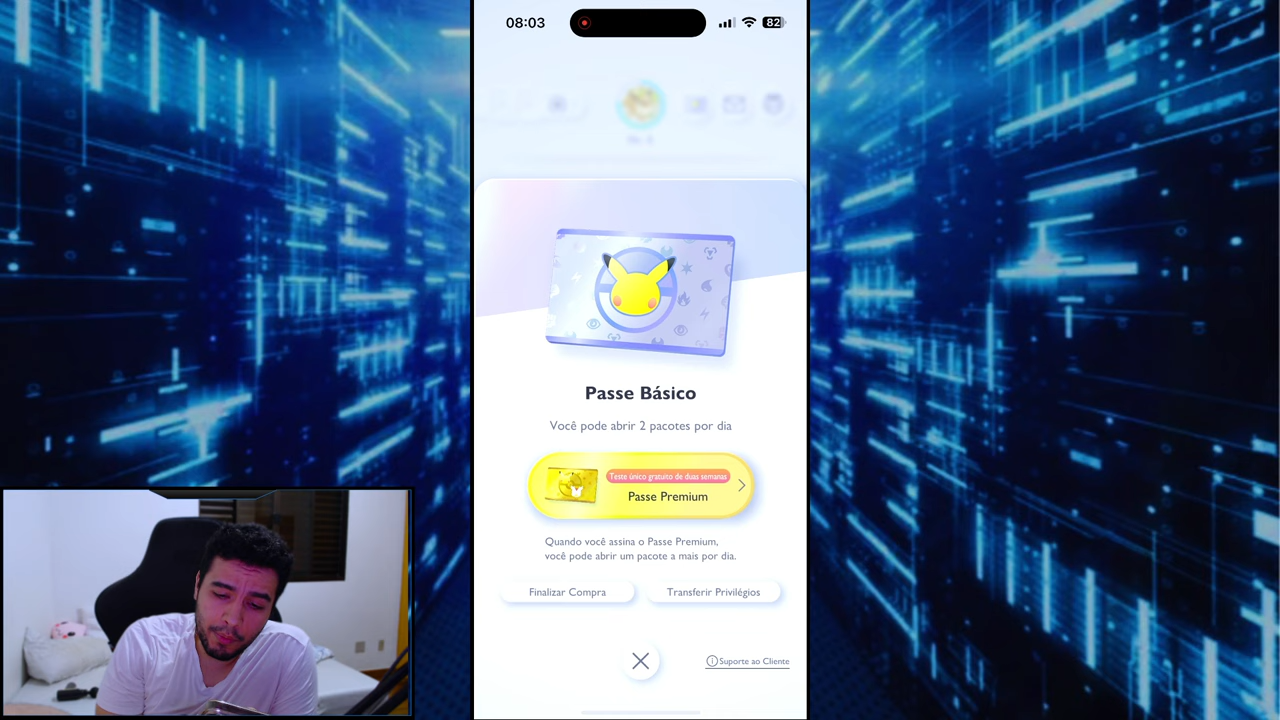 08:03
82
Passe Básico
Você pode abrir 2 pacotes por dia
Teste único gratuito de duas semanas
Passe Premium
Quando você assina o Passe Premium,
você pode abrir um pacote a mais por dia.
Finalizar Compra
Transferir Privilégios
Suporte ao Cliente